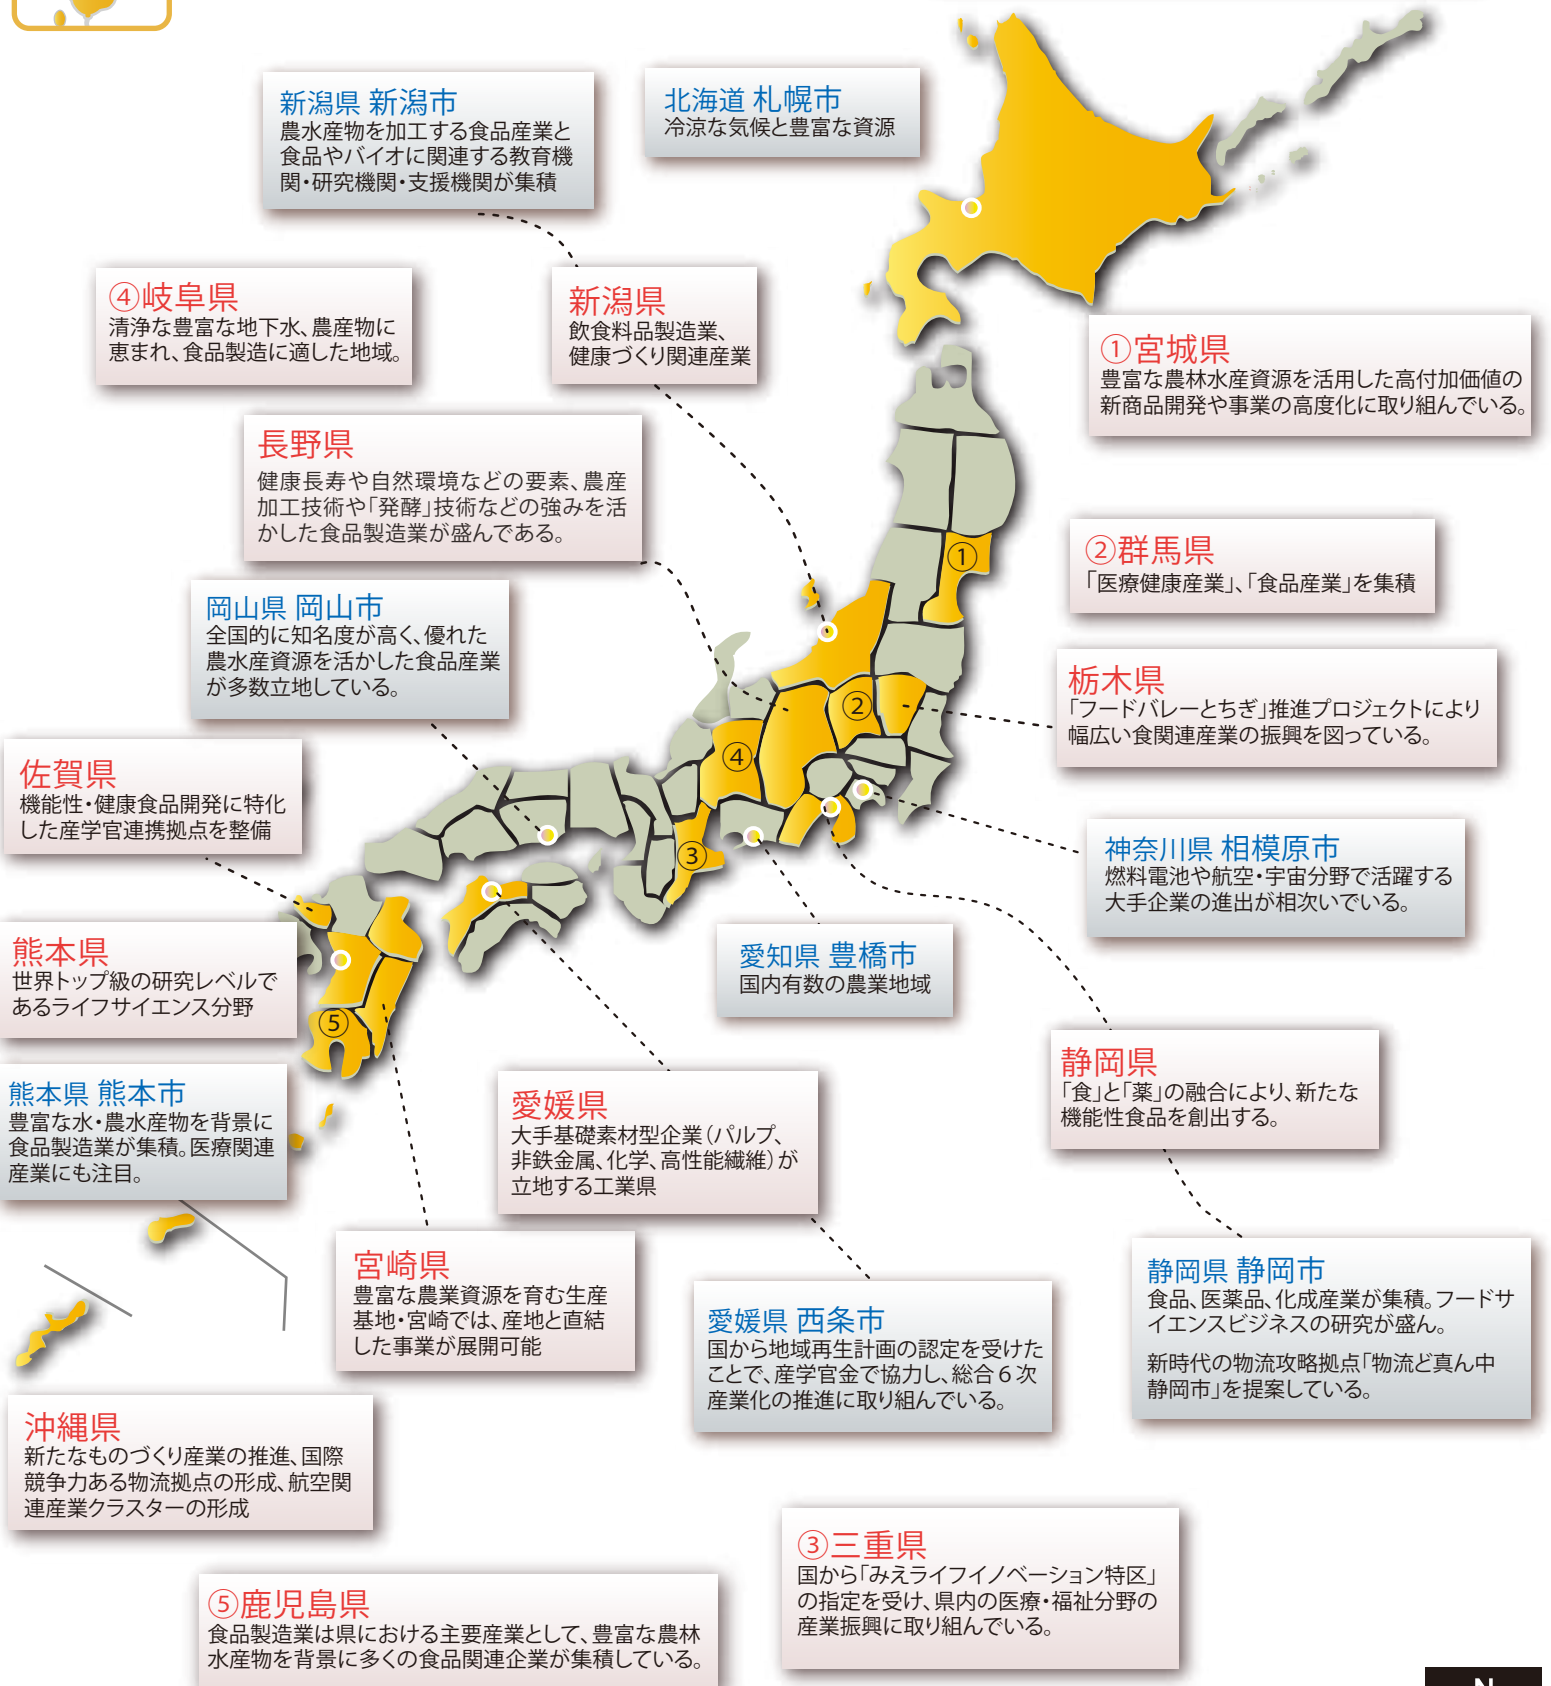 新潟県 新潟市
農水産物を加工する食品産業と
食品やバイオに関連する教育機
関・研究機関・支援機関が集積
北海道 札幌市
冷涼な気候と豊富な資源
④岐阜県
清浄な豊富な地下水、農産物に
恵まれ、食品製造に適した地域。
新潟県
飲食料品製造業、
健康づくり関連産業
①宮城県
豊富な農林水産資源を活用した高付加価値の
新商品開発や事業の高度化に取り組んでいる。
長野県
健康長寿や自然環境などの要素、農産
加工技術や「発酵」技術などの強みを活
かした食品製造業が盛んである。
②群馬県
「医療健康産業」、「食品産業」を集積
岡山県 岡山市
全国的に知名度が高く、優れた
農水産資源を活かした食品産業
が多数立地している。
栃木県
「フードバレーとちぎ」推進プロジェクトにより
幅広い食関連産業の振興を図っている。
佐賀県
機能性・健康食品開発に特化
した産学官連携拠点を整備
神奈川県 相模原市
燃料電池や航空・宇宙分野で活躍する
大手企業の進出が相次いでいる。
①
②
④
③
⑤
熊本県
世界トップ級の研究レベルで
あるライフサイエンス分野
愛知県 豊橋市
国内有数の農業地域
熊本県 熊本市
豊富な水・農水産物を背景に
食品製造業が集積。医療関連
産業にも注目。
愛媛県
大手基礎素材型企業（パルプ、
非鉄金属、化学、高性能繊維）が
立地する工業県
静岡県
「食」と「薬」の融合により、新たな
機能性食品を創出する。
宮崎県
豊富な農業資源を育む生産
基地・宮崎では、産地と直結
した事業が展開可能
愛媛県 西条市
国から地域再生計画の認定を受けた
ことで、産学官金で協力し、総合６次
産業化の推進に取り組んでいる。
静岡県 静岡市
食品、医薬品、化成産業が集積。フードサ
イエンスビジネスの研究が盛ん。
新時代の物流攻略拠点「物流ど真ん中
静岡市」を提案している。
沖縄県
新たなものづくり産業の推進、国際
競争力ある物流拠点の形成、航空関
連産業クラスターの形成
③三重県
国から「みえライフイノベーション特区」
の指定を受け、県内の医療・福祉分野の
産業振興に取り組んでいる。
⑤鹿児島県
食品製造業は県における主要産業として、豊富な農林
水産物を背景に多くの食品関連企業が集積している。
N